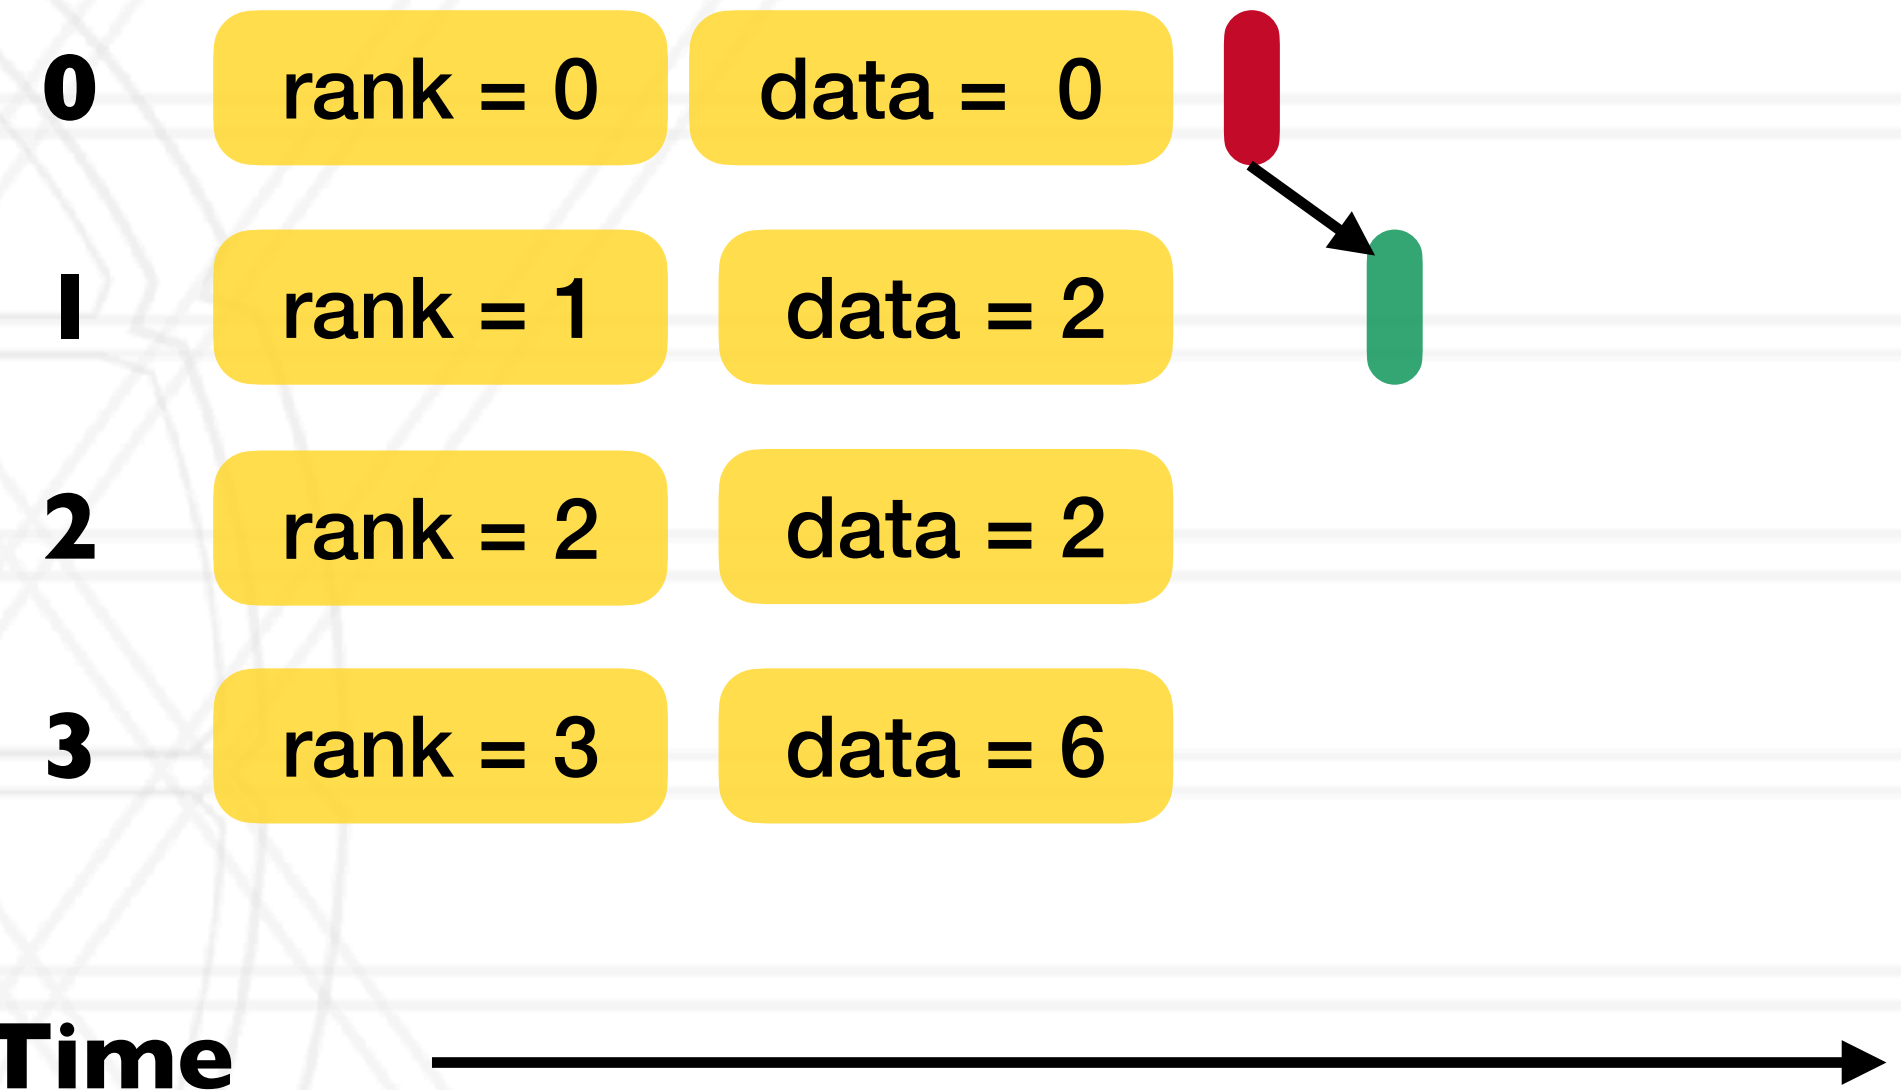 0 rank = 0 data = 0
1 rank = 1 data = 2
2 rank = 2 data = 2
3 rank = 3 data = 6
Time